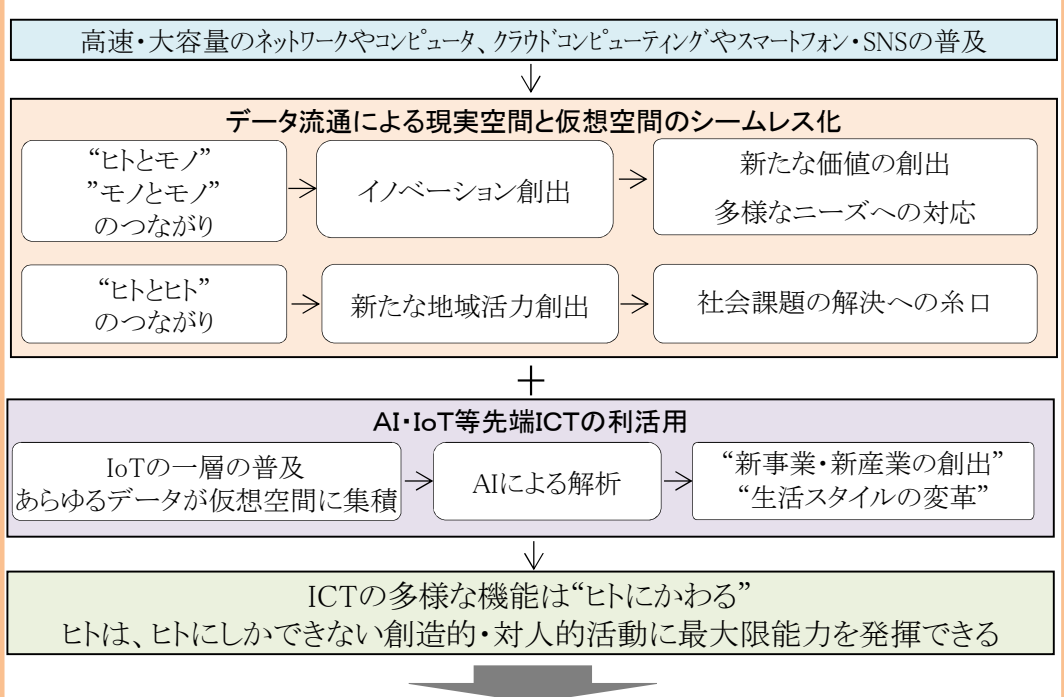 高速・大容量のネットワークやコンピュータ、クラウドコンピューティングやスマートフォン・SNSの普及
データ流通による現実空間と仮想空間のシームレス化
“ヒトとモノ”
”モノとモノ”
のつながり
イノベーション創出
新たな価値の創出
多様なニーズへの対応
“ヒトとヒト”
のつながり
新たな地域活力創出
社会課題の解決への糸口
＋
AI・IoT等先端ICTの利活用
IoTの一層の普及
あらゆるデータが仮想空間に集積
AIによる解析
“新事業・新産業の創出”
“生活スタイルの変革”
ICTの多様な機能は“ヒトにかわる”
ヒトは、ヒトにしかできない創造的・対人的活動に最大限能力を発揮できる